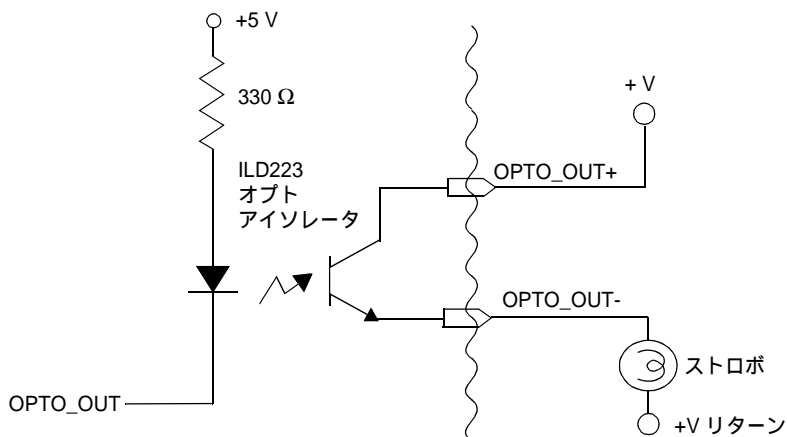 +5 V
330 Ω
ILD223
オプト
アイソレータ
OPTO_OUT
+ V
OPTO_OUT+
OPTO_OUT-
ストロボ
+V リターン